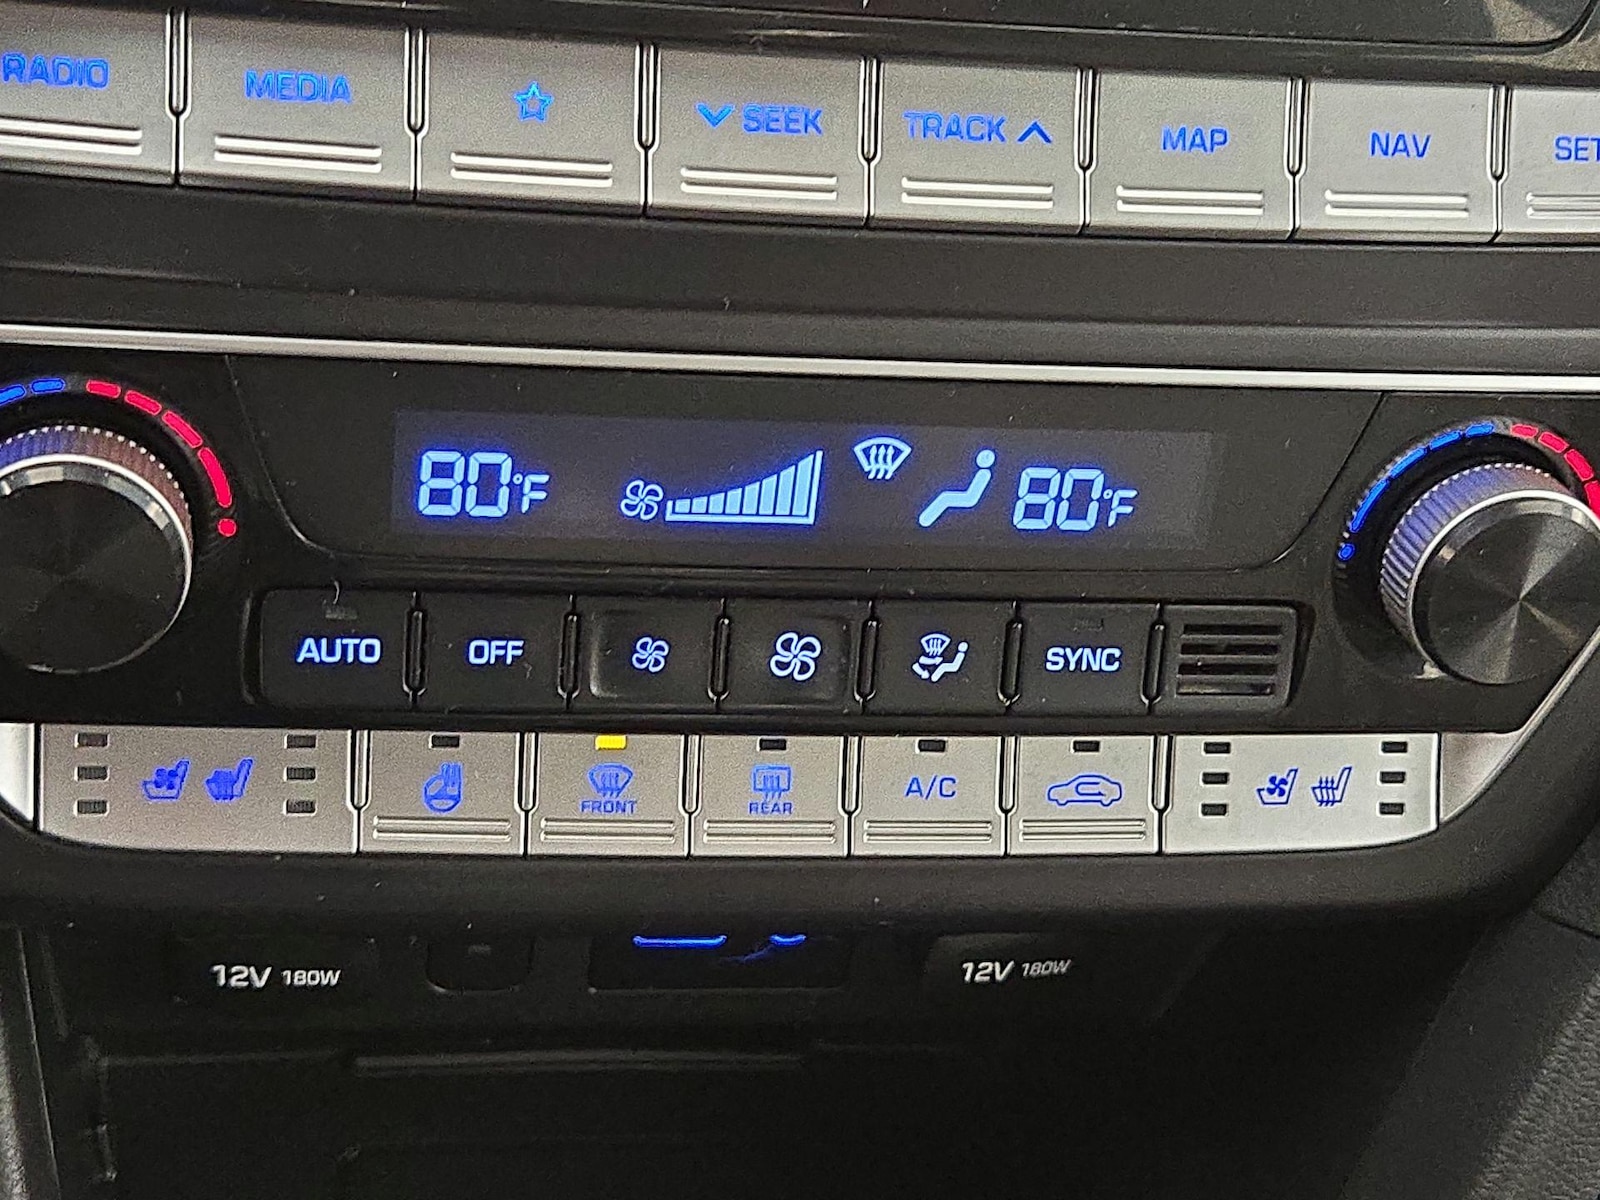 RADIO MEDIA SEEK TRACK MAP NAV SET
80°F 80°F
AUTO OFF SYNC
FRONT REAR A/C
12V 180W 12V 180W